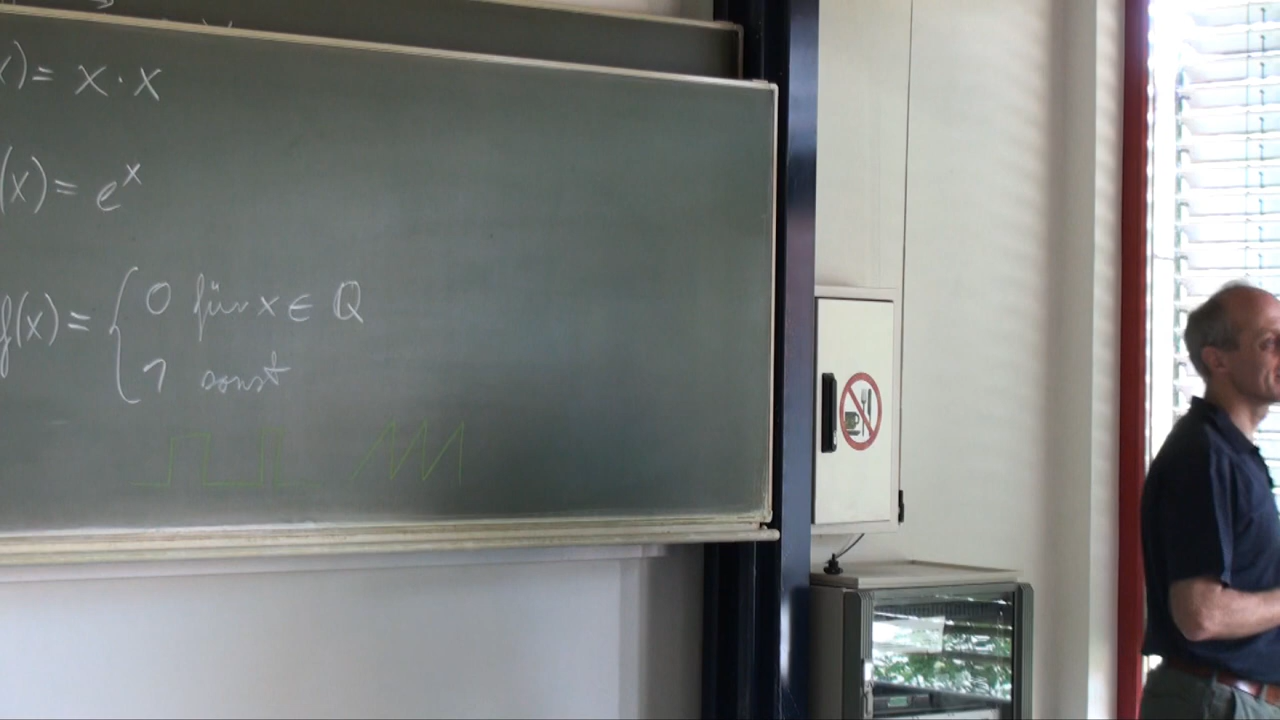 x) = x · x
(x) = e^x
f(x) = { 0 für x ∈ Q
1 sonst